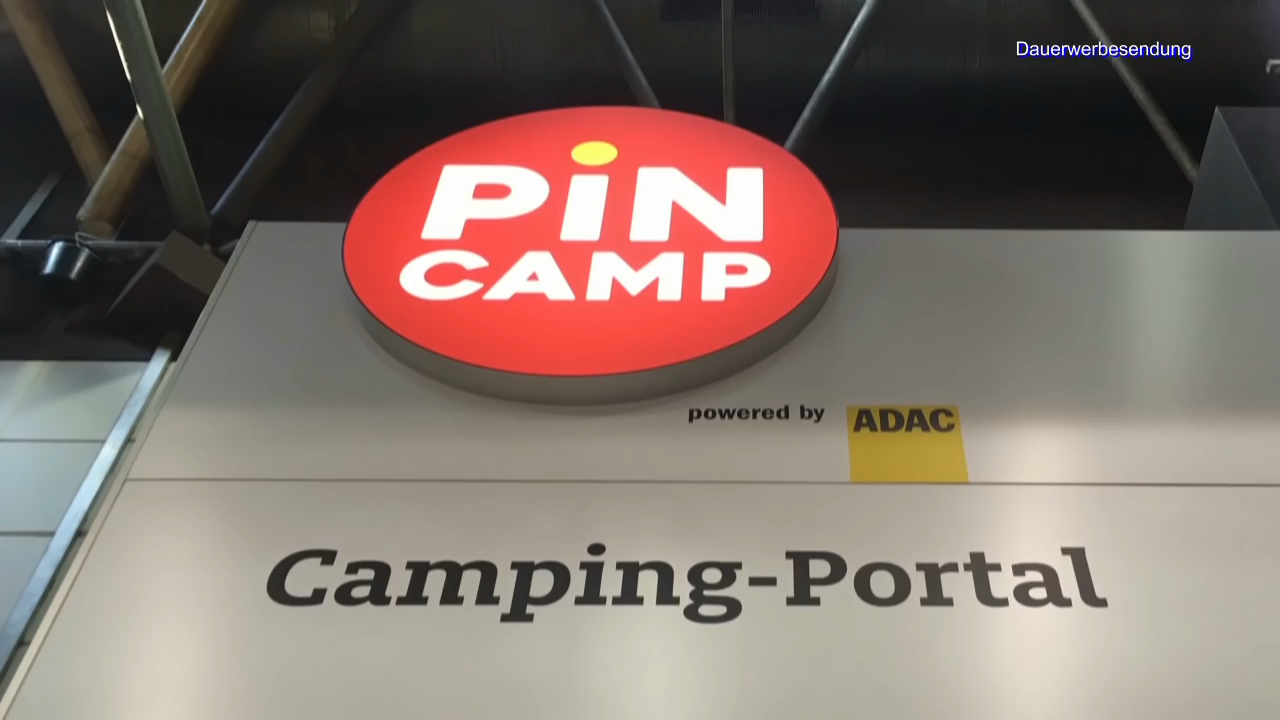 Dauerwerbesendung
PiN
CAMP
powered by ADAC
Camping-Portal